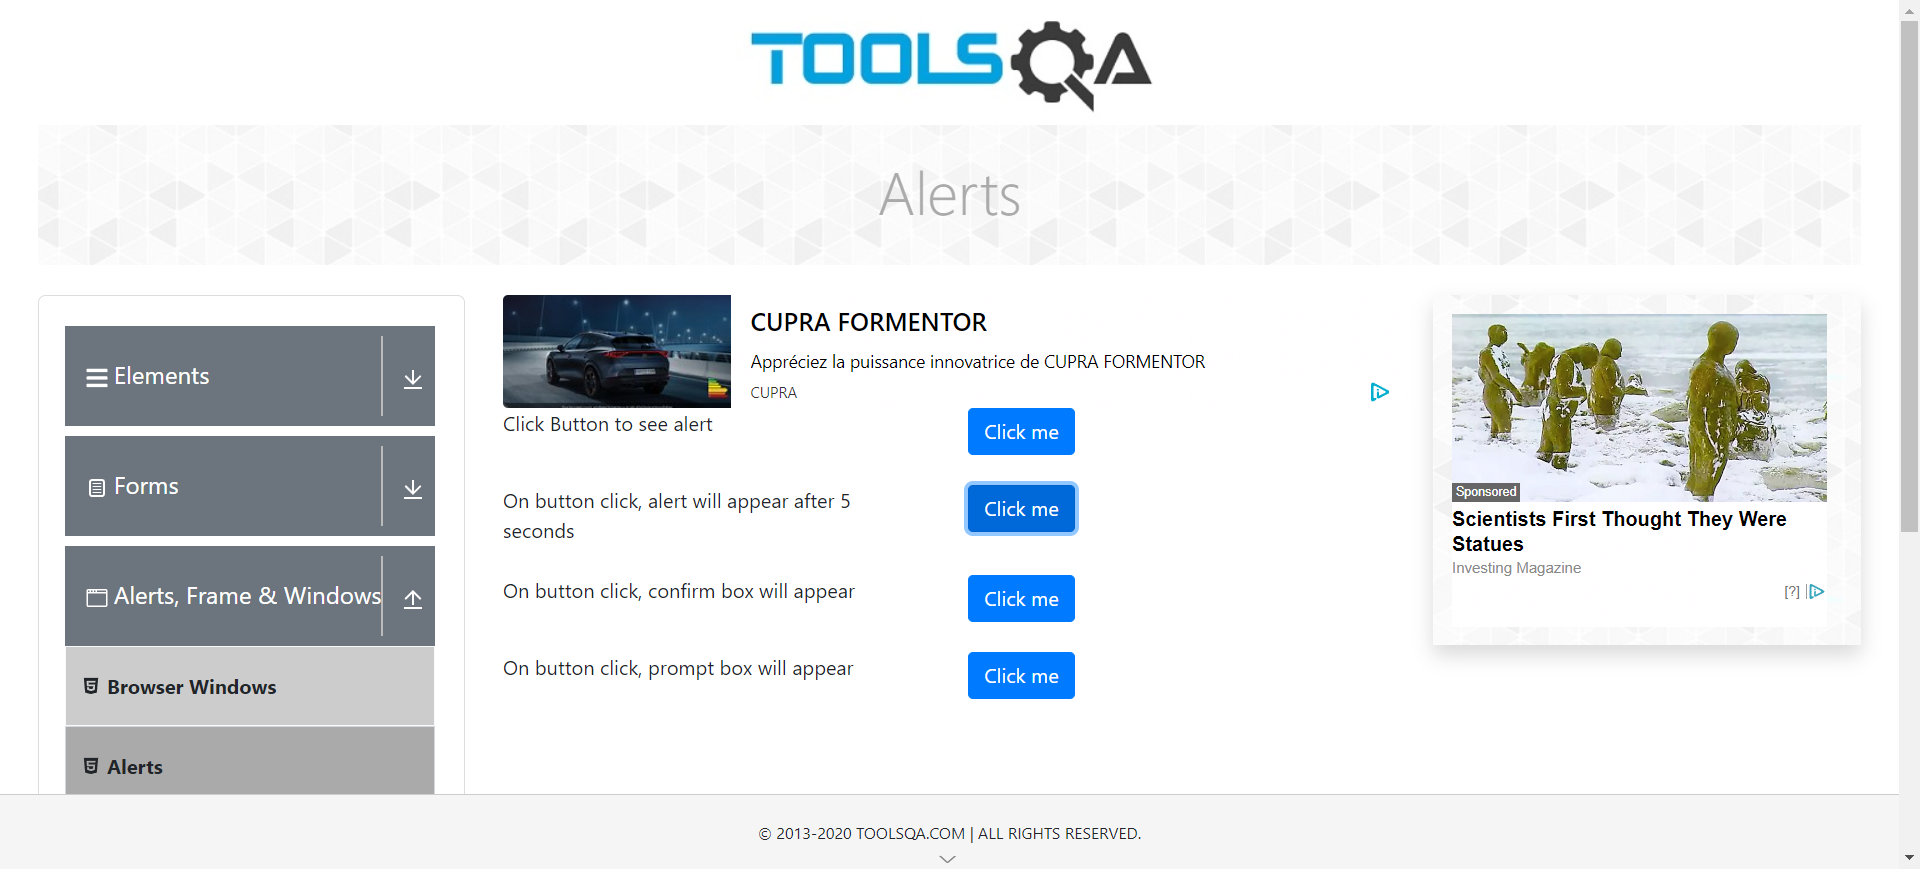 TOOLSQA
Alerts
Elements
Forms
Alerts, Frame & Windows
Browser Windows
Alerts
CUPRA FORMENTOR
Appréciez la puissance innovatrice de CUPRA FORMENTOR
CUPRA
Click Button to see alert
Click me
On button click, alert will appear after 5
seconds
Click me
On button click, confirm box will appear
Click me
On button click, prompt box will appear
Click me
Sponsored
Scientists First Thought They Were
Statues
Investing Magazine
[?]
© 2013-2020 TOOLSQA.COM | ALL RIGHTS RESERVED.